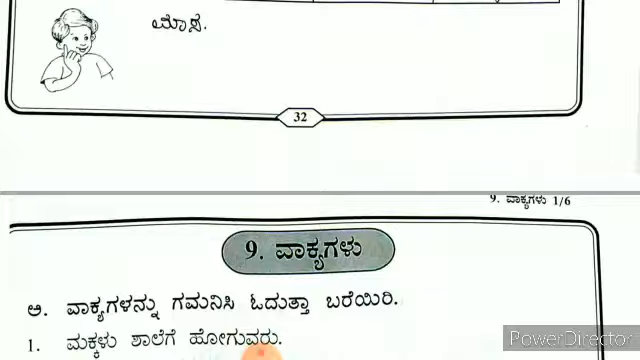 ಮಾಸ.
32
9. ವಾಕ್ಯಗಳು 1/6
9. ವಾಕ್ಯಗಳು
ಅ. ವಾಕ್ಯಗಳನ್ನು ಗಮನಿಸಿ ಓದುತ್ತಾ ಬರೆಯಿರಿ.
1. ಮಕ್ಕಳು ಶಾಲೆಗೆ ಹೋಗುವರು.
PowerDirector